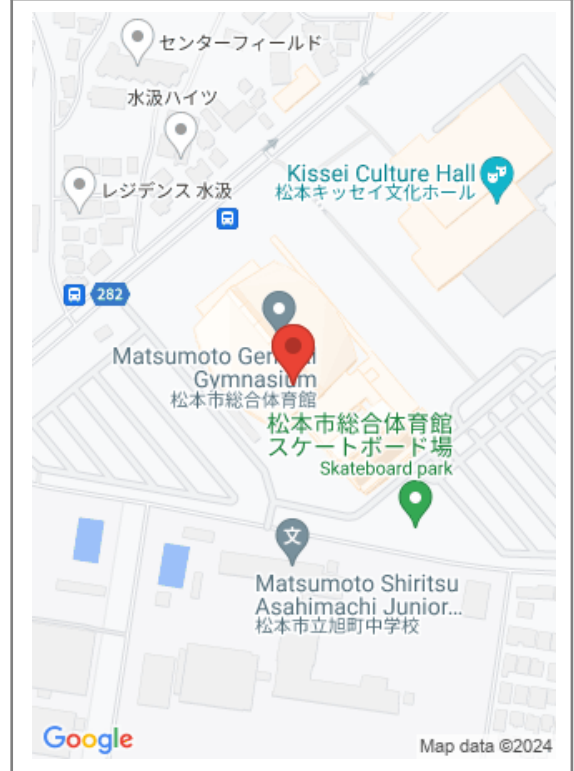 センターフィールド
水汲ハイツ
Kissei Culture Hall
松本キッセイ文化ホール
レジデンス 水汲
282
Matsumoto General
Gymnasium
松本市総合体育館
松本市総合体育館
スケートボード場
Skateboard park
文
Matsumoto Shiritsu
Asahimachi Junior...
松本市立旭町中学校
Google
Map data ©2024